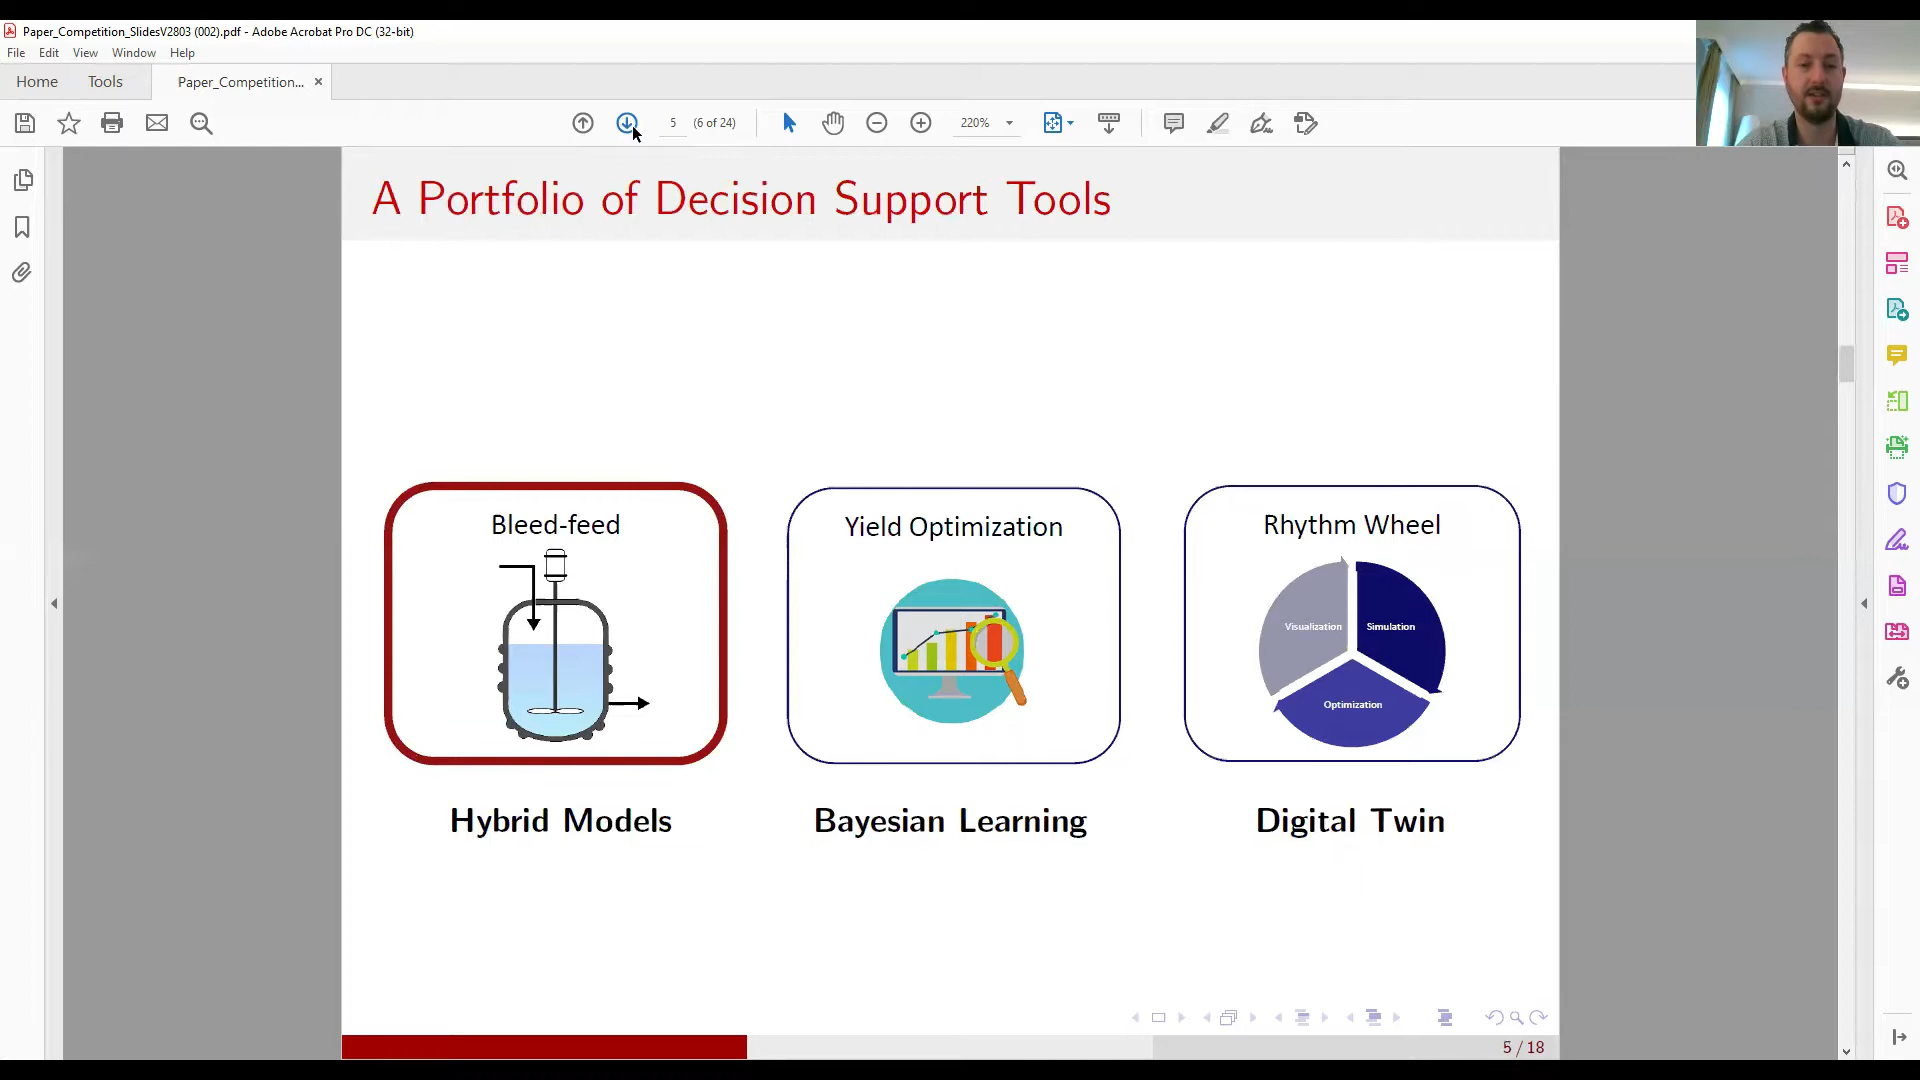 Paper_Competition_SlidesV2803 (002).pdf - Adobe Acrobat Pro DC (32-bit)
File Edit View Window Help
Home Tools Paper_Competition... ×
5 (6 of 24) 220%
A Portfolio of Decision Support Tools
Bleed-feed
Yield Optimization
Rhythm Wheel
Visualization
Simulation
Optimization
Hybrid Models
Bayesian Learning
Digital Twin
5 / 18